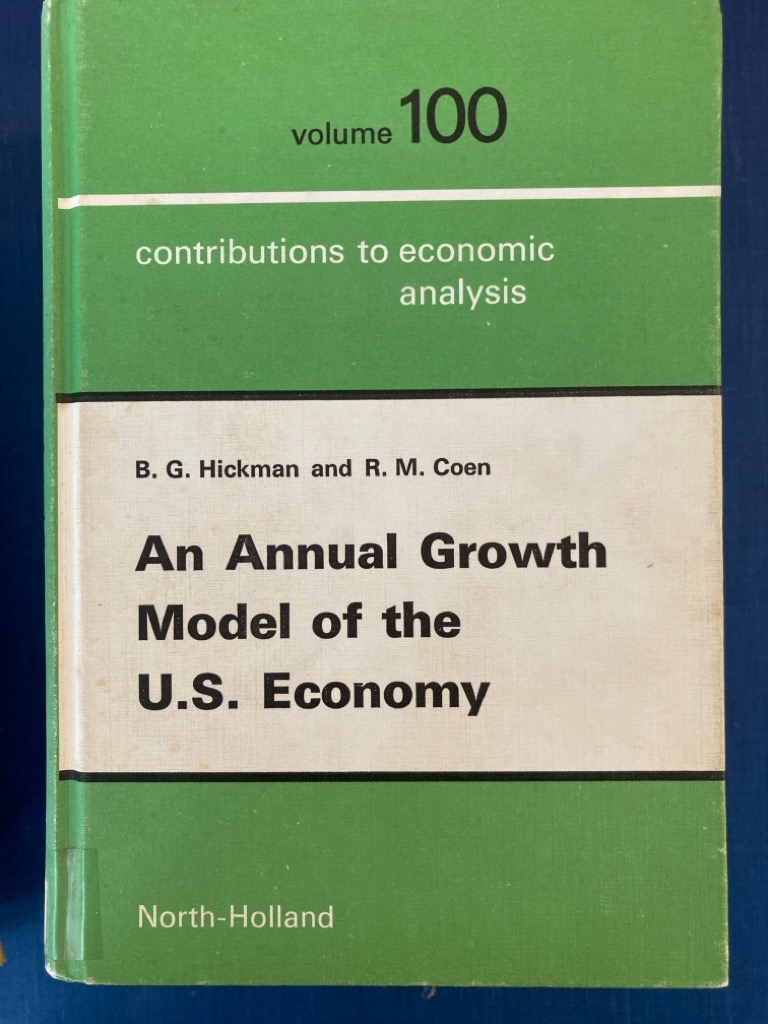 volume 100
contributions to economic
analysis
B. G. Hickman and R. M. Coen
An Annual Growth
Model of the
U.S. Economy
North-Holland